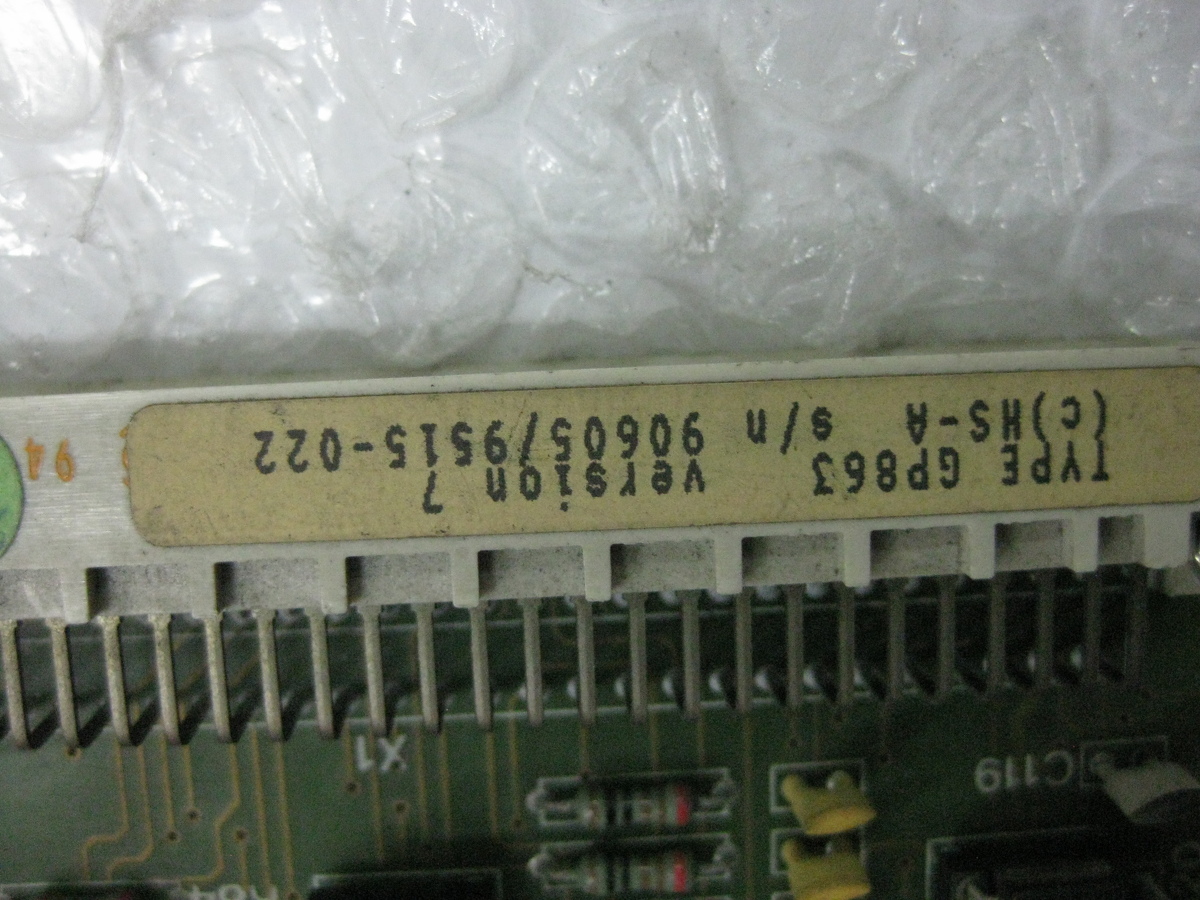 TYPE GP863 version 7
(c)HS-A s/n 90605/9515-022
94
X1
C119